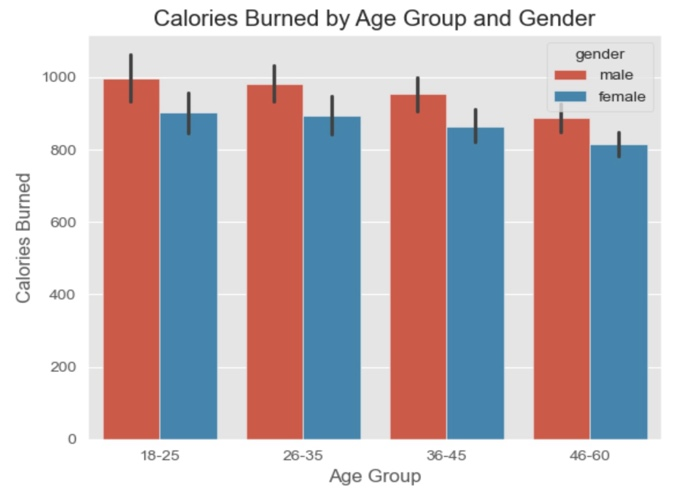 Calories Burned by Age Group and Gender
gender
male
female
Calories Burned
1000
800
600
400
200
0
18-25
26-35
36-45
46-60
Age Group